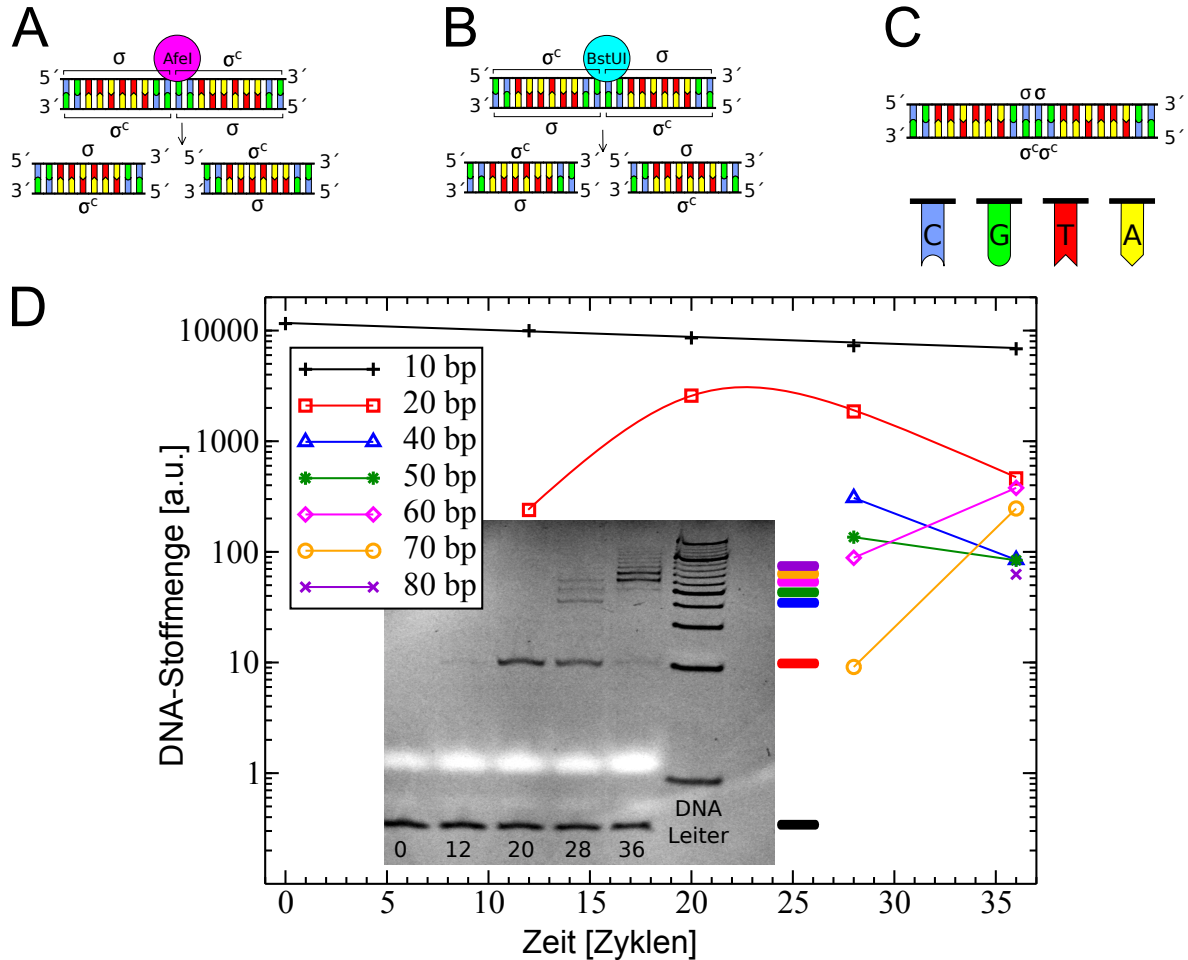 A
σ AfeI σᶜ
5´ 3´
3´ 5´
σᶜ σ
σ σᶜ
5´ 3´ 5´ 3´
3´ 5´ 3´ 5´
σᶜ σ
B
σᶜ BstUI σ
5´ 3´
3´ 5´
σ σᶜ
σᶜ σ
5´ 3´ 5´ 3´
3´ 5´ 3´ 5´
σ σᶜ
C
σσ
5´ 3´
3´ 5´
σᶜσᶜ
C G T A
D
DNA-Stoffmenge [a.u.]
10000
1000
100
10
1
10 bp
20 bp
40 bp
50 bp
60 bp
70 bp
80 bp
DNA
Leiter
0 12 20 28 36
0 5 10 15 20 25 30 35
Zeit [Zyklen]